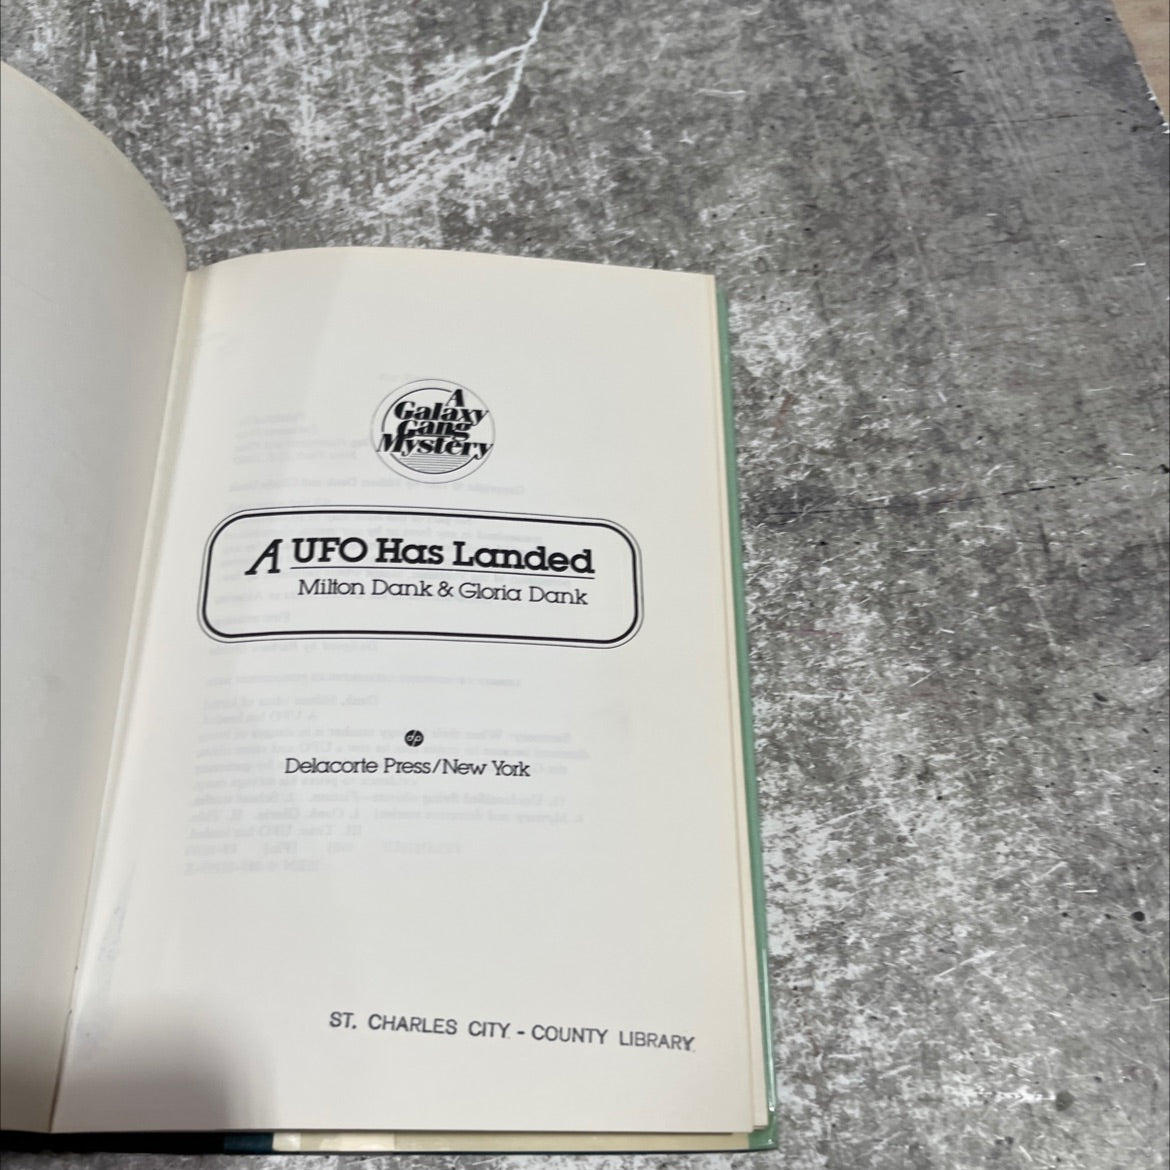 A
Galaxy
Gang
Mystery
A UFO Has Landed
Milton Dank & Gloria Dank
dp
Delacorte Press/New York
ST. CHARLES CITY - COUNTY LIBRARY